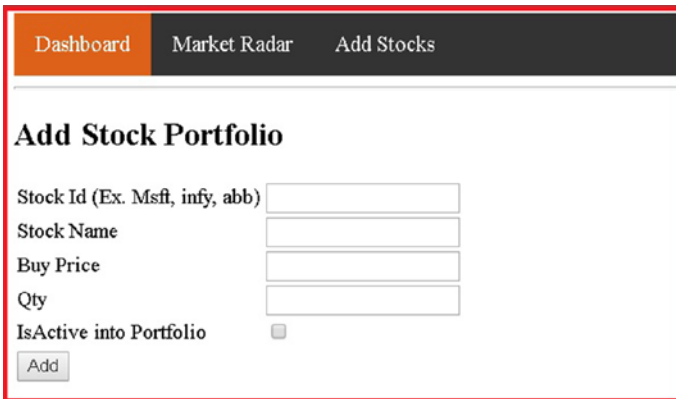 Dashboard Market Radar Add Stocks
Add Stock Portfolio
Stock Id (Ex. Msft, infy, abb)
Stock Name
Buy Price
Qty
IsActive into Portfolio
Add